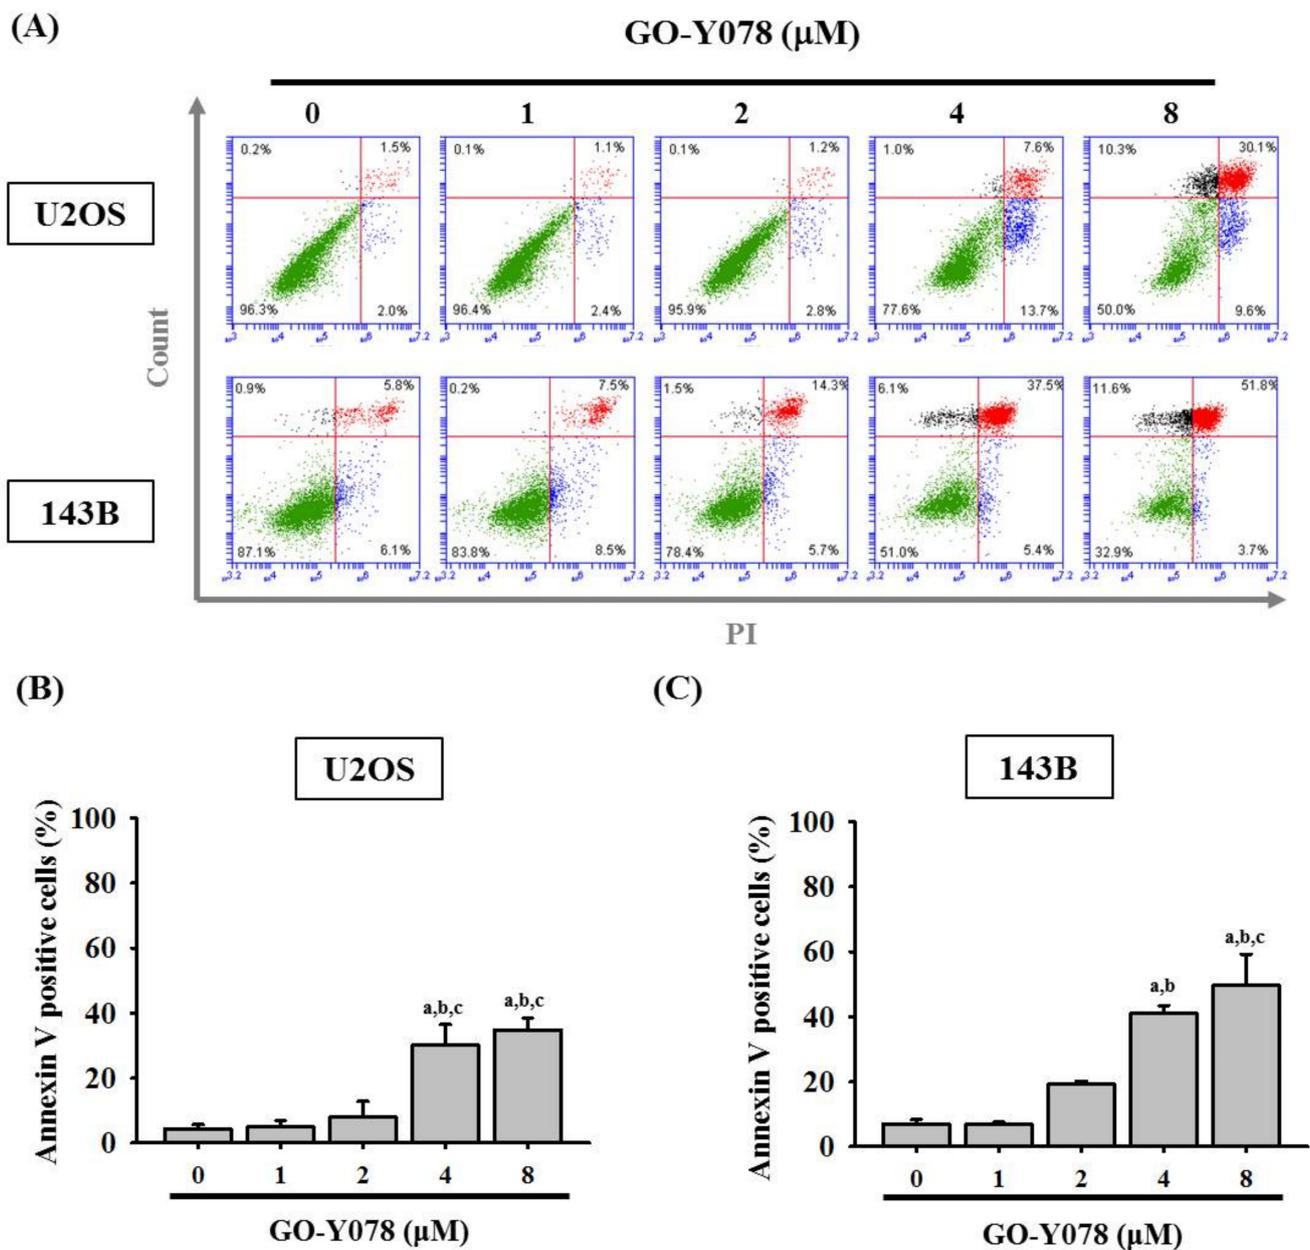 (A)
GO-Y078 (μM)
0 1 2 4 8
U2OS
0.2% 1.5% 0.1% 1.1% 0.1% 1.2% 1.0% 7.6% 10.3% 30.1%
96.3% 2.0% 96.4% 2.4% 95.9% 2.8% 77.6% 13.7% 50.0% 9.6%
Count
143B
0.9% 5.8% 0.2% 7.5% 1.5% 14.3% 6.1% 37.5% 11.6% 51.8%
87.1% 6.1% 83.8% 8.5% 78.4% 5.7% 51.0% 5.4% 32.9% 3.7%
PI
(B)
U2OS
Annexin V positive cells (%)
100
80
60
40
20
0
a,b,c a,b,c
0 1 2 4 8
GO-Y078 (μM)
(C)
143B
Annexin V positive cells (%)
100
80
60
40
20
0
a,b a,b,c
0 1 2 4 8
GO-Y078 (μM)